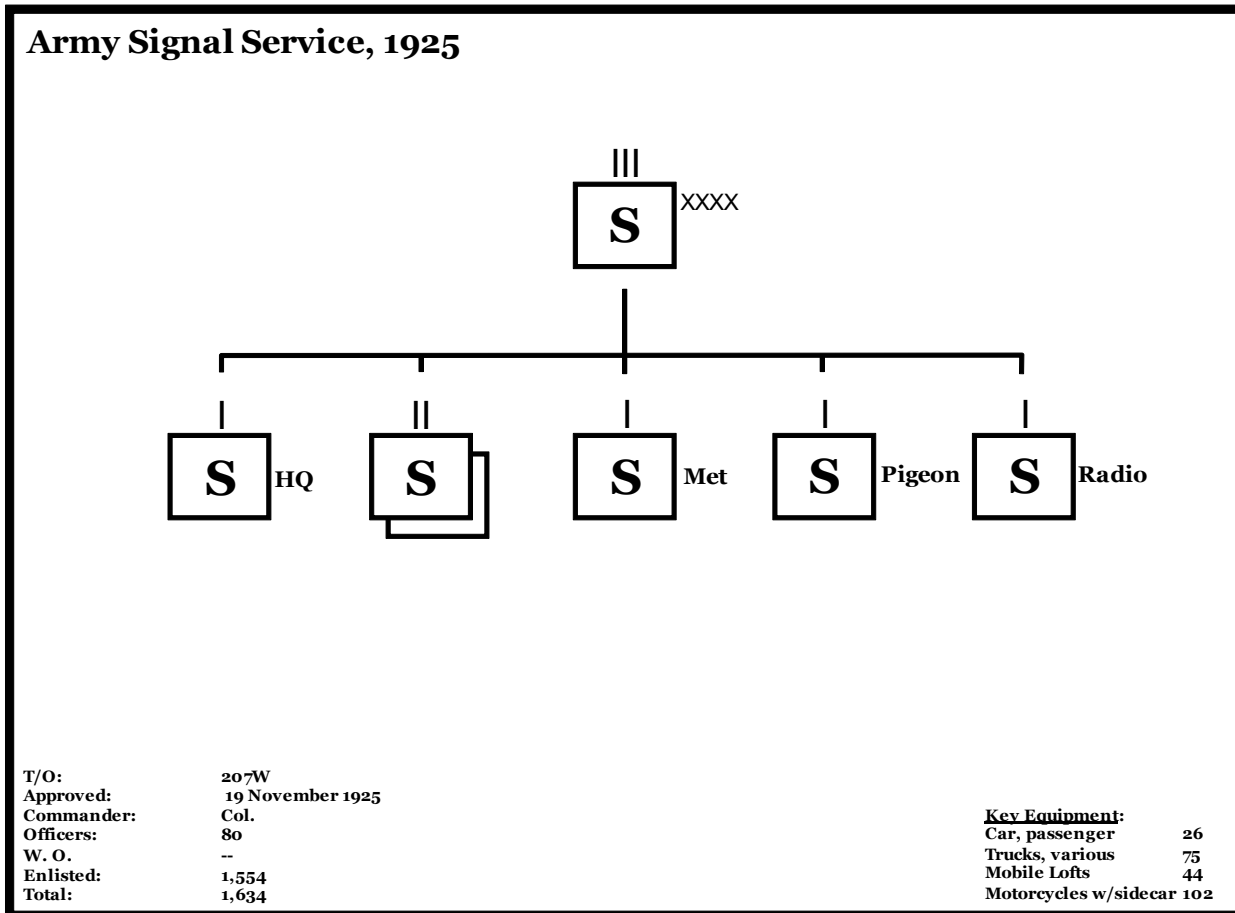 Army Signal Service, 1925
III
S XXXX
I II I I I
S HQ S S Met S Pigeon S Radio
T/O: 207W
Approved: 19 November 1925
Commander: Col.
Officers: 80
W. O. --
Enlisted: 1,554
Total: 1,634
Key Equipment:
Car, passenger 26
Trucks, various 75
Mobile Lofts 44
Motorcycles w/sidecar 102